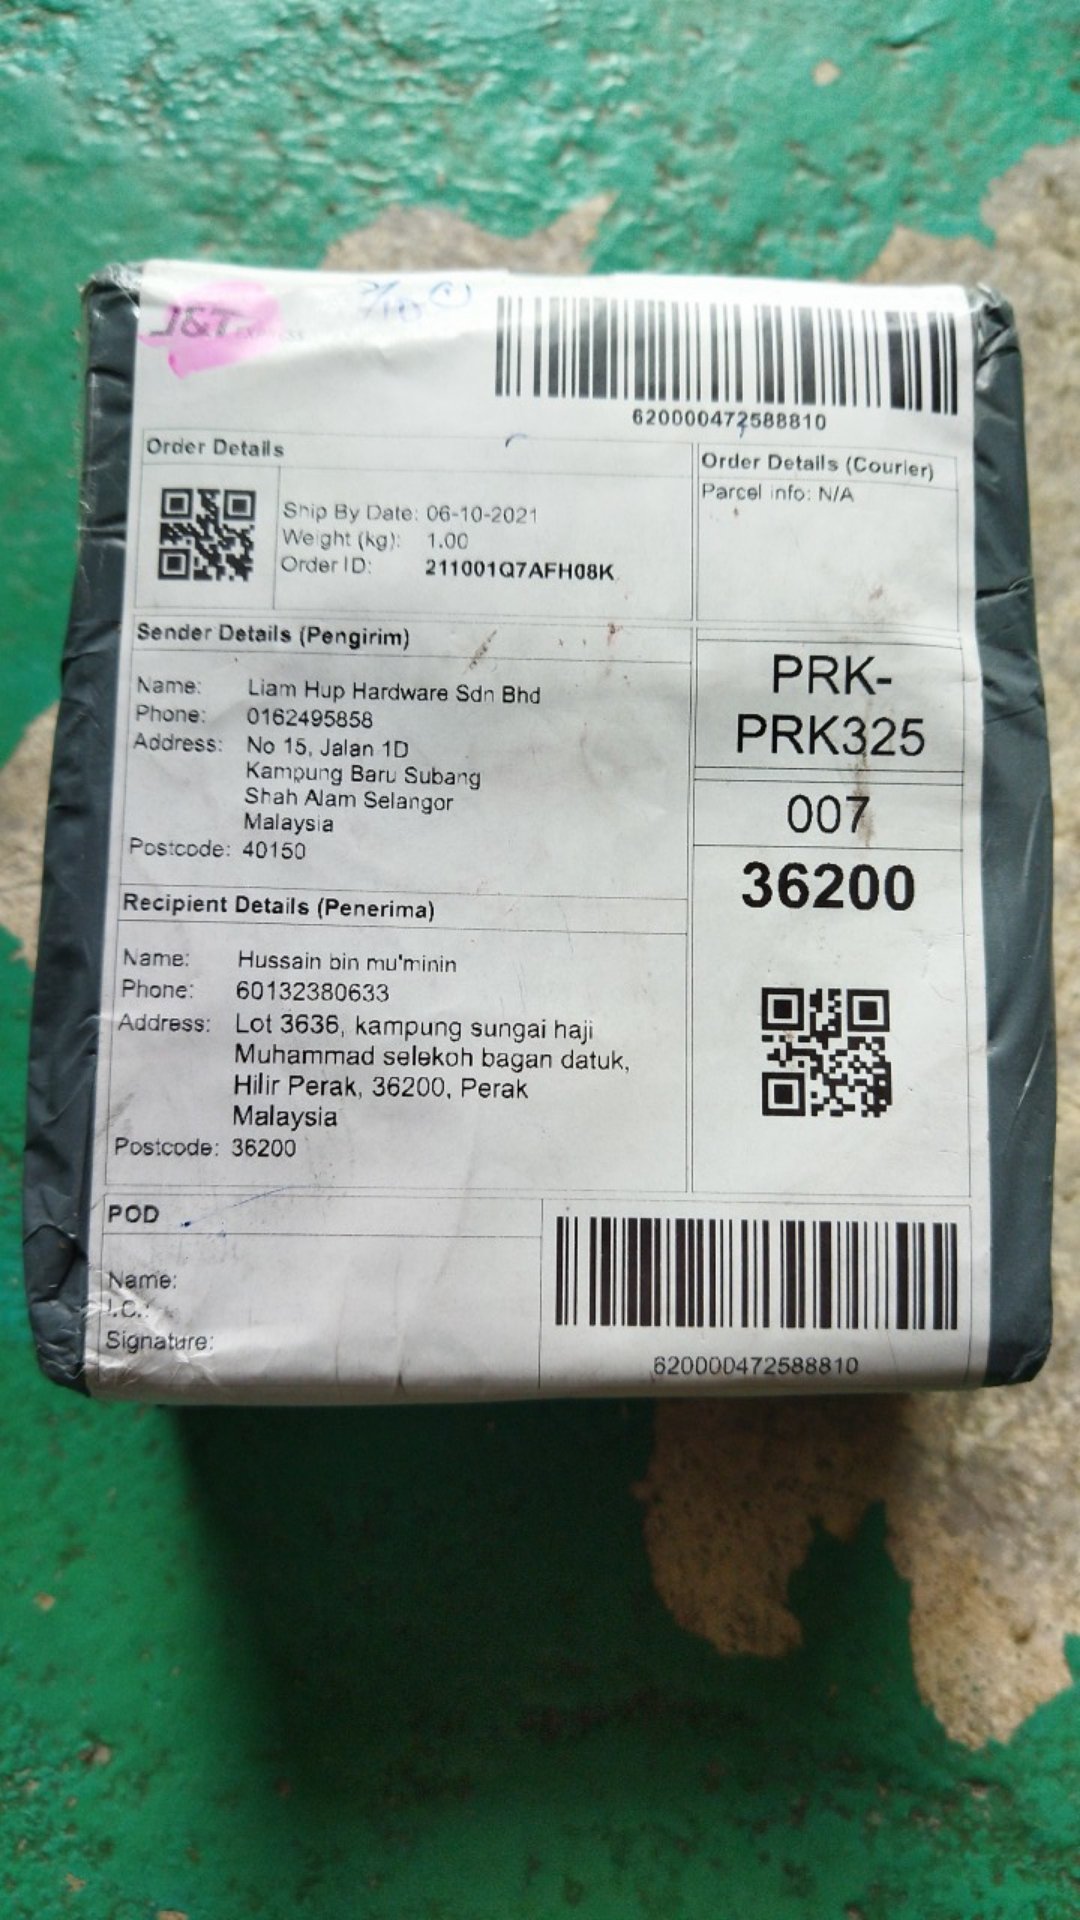 J&T EXPRESS
620000472588810
Order Details
Ship By Date: 06-10-2021
Weight (kg): 1.00
Order ID: 211001Q7AFH08K
Order Details (Courier)
Parcel info: N/A
Sender Details (Pengirim)
Name: Liam Hup Hardware Sdn Bhd
Phone: 0162495858
Address: No 15, Jalan 1D
Kampung Baru Subang
Shah Alam Selangor
Malaysia
Postcode: 40150
PRK-
PRK325
007
36200
Recipient Details (Penerima)
Name: Hussain bin mu'minin
Phone: 60132380633
Address: Lot 3636, kampung sungai haji
Muhammad selekoh bagan datuk,
Hilir Perak, 36200, Perak
Malaysia
Postcode: 36200
POD
Name:
I.C.:
Signature:
620000472588810